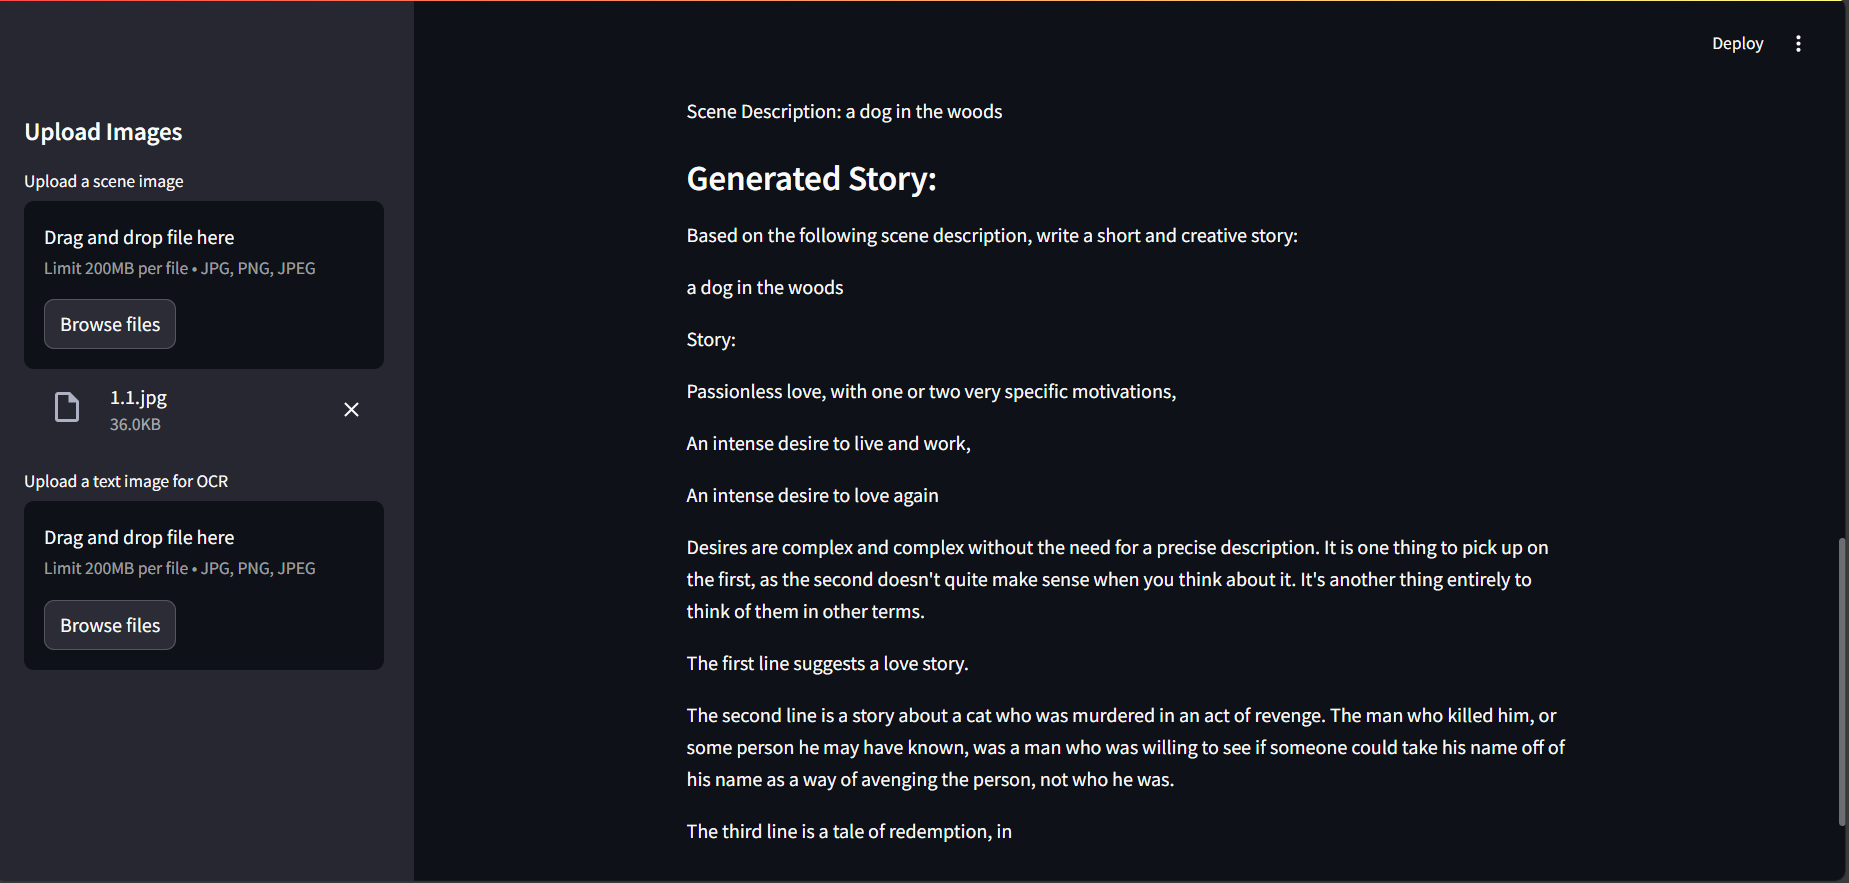 Deploy
Upload Images
Upload a scene image
Drag and drop file here
Limit 200MB per file • JPG, PNG, JPEG
Browse files
1.1.jpg
36.0KB
Upload a text image for OCR
Drag and drop file here
Limit 200MB per file • JPG, PNG, JPEG
Browse files
Scene Description: a dog in the woods
Generated Story:
Based on the following scene description, write a short and creative story:
a dog in the woods
Story:
Passionless love, with one or two very specific motivations,
An intense desire to live and work,
An intense desire to love again
Desires are complex and complex without the need for a precise description. It is one thing to pick up on
the first, as the second doesn't quite make sense when you think about it. It's another thing entirely to
think of them in other terms.
The first line suggests a love story.
The second line is a story about a cat who was murdered in an act of revenge. The man who killed him, or
some person he may have known, was a man who was willing to see if someone could take his name off of
his name as a way of avenging the person, not who he was.
The third line is a tale of redemption, in